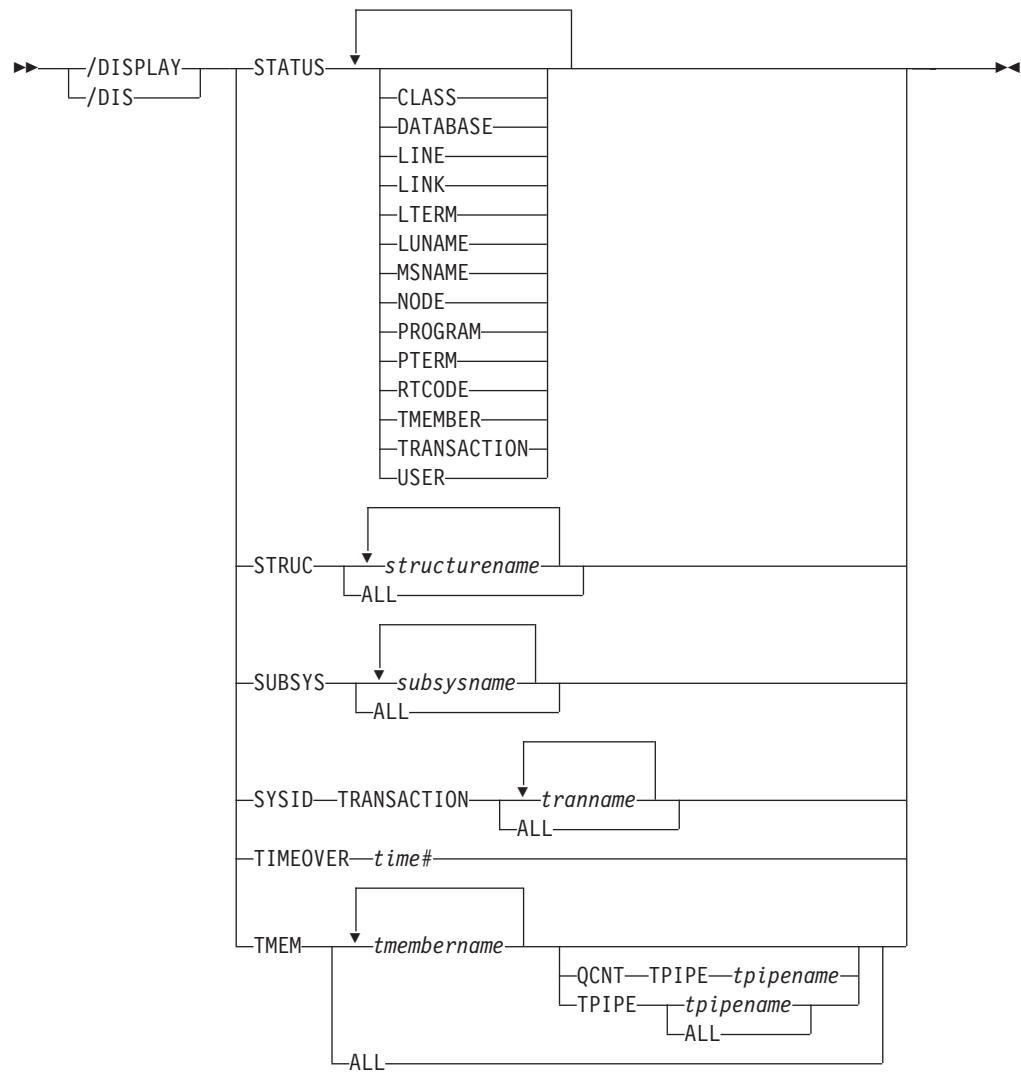 /DISPLAY STATUS
/DIS
CLASS
DATABASE
LINE
LINK
LTERM
LUNAME
MSNAME
NODE
PROGRAM
PTERM
RTCODE
TMEMBER
TRANSACTION
USER
STRUC structurename
ALL
SUBSYS subsysname
ALL
SYSID TRANSACTION tranname
ALL
TIMEOVER time#
TMEM tmembername
QCNT TPIPE tpipename
TPIPE tpipename
ALL
ALL